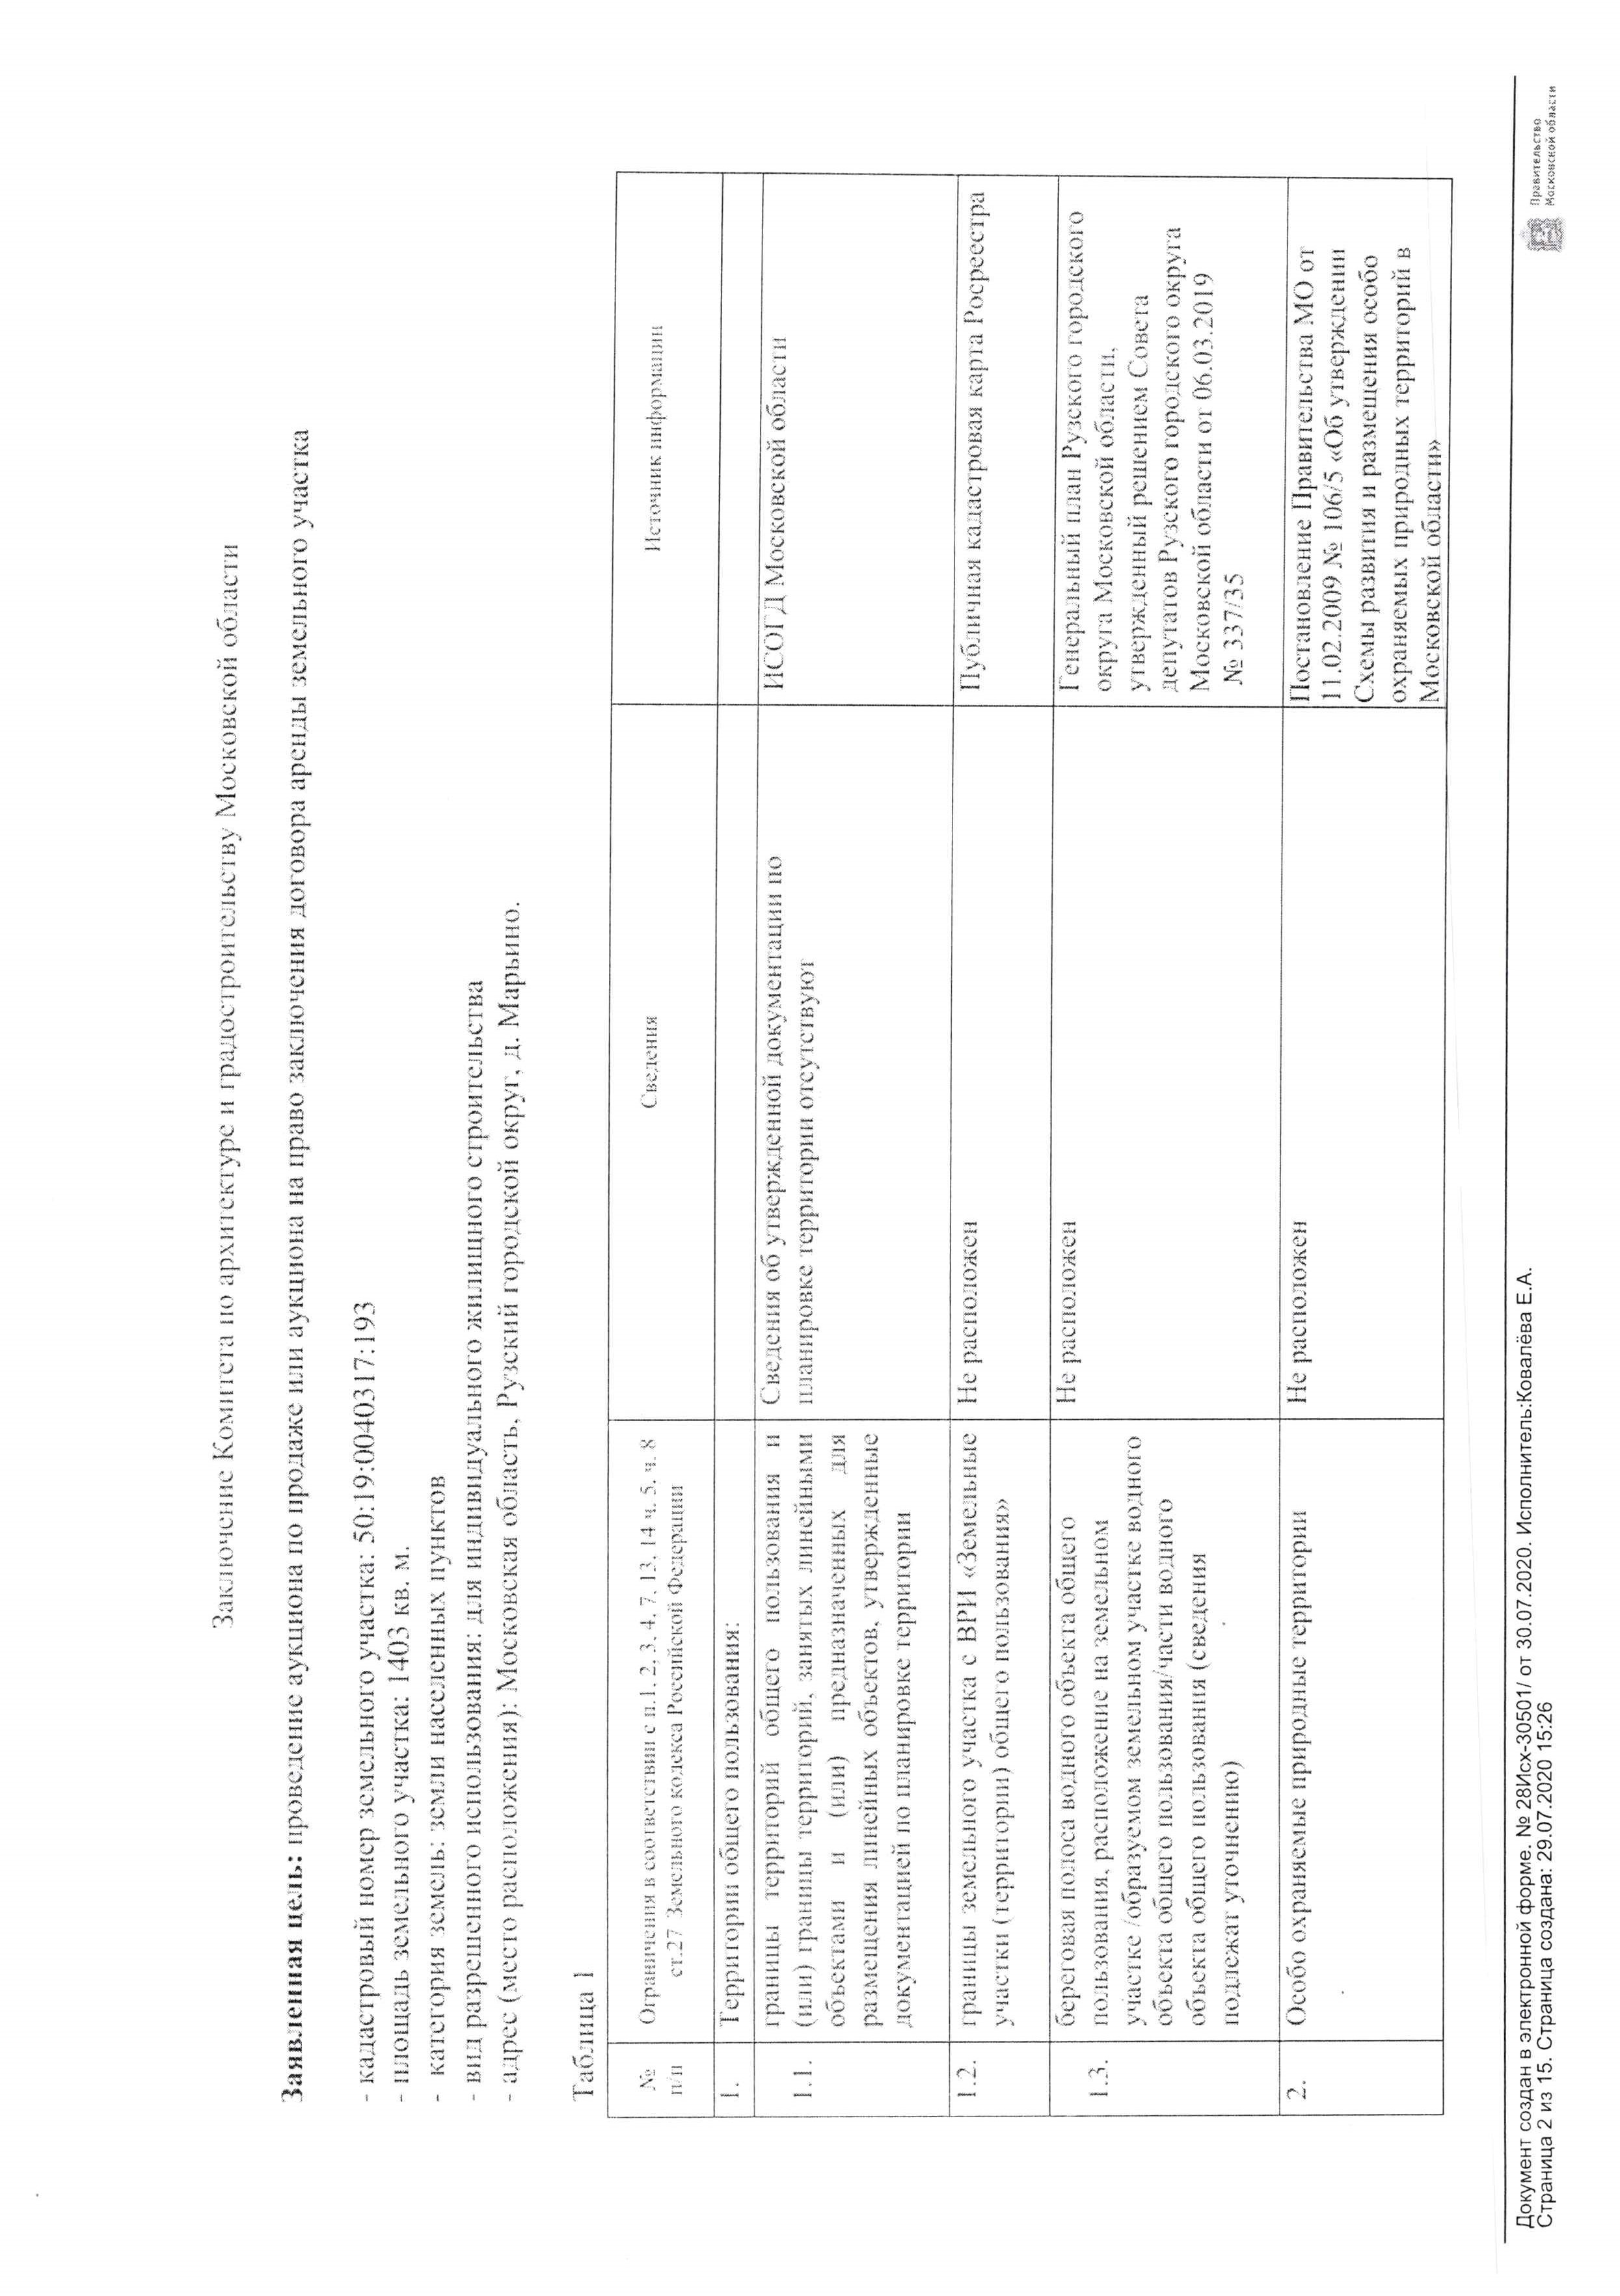 Заключение Комитета по архитектуре и градостроительству Московской области
Заявленная цель: проведение аукциона по продаже или аукциона на право заключения договора аренды земельного участка
- кадастровый номер земельного участка: 50:19:0040317:193
- площадь земельного участка: 1403 кв. м.
- категория земель: земли населенных пунктов
- вид разрешенного использования: для индивидуального жилищного строительства
- адрес (место расположения): Московская область, Рузский городской округ, д. Марьино.
Таблица 1
№
п/п
Ограничения в соответствии с п.1, 2, 3, 4, 7, 13, 14 ч. 5, ч. 8
ст.27 Земельного кодекса Российской Федерации
Сведения
Источник информации
1.
Территории общего пользования:
1.1.
границы территорий общего пользования и
(или) границы территорий, занятых линейными
объектами и (или) предназначенных для
размещения линейных объектов, утвержденные
документацией по планировке территории
Сведения об утвержденной документации по
планировке территории отсутствуют
ИСОГД Московской области
1.2.
границы земельного участка с ВРИ «Земельные
участки (территории) общего пользования»
Не расположен
Публичная кадастровая карта Росреестра
1.3.
береговая полоса водного объекта общего
пользования, расположение на земельном
участке /образуемом земельном участке водного
объекта общего пользования/части водного
объекта общего пользования (сведения
подлежат уточнению)
Не расположен
Генеральный план Рузского городского
округа Московской области,
утвержденный решением Совета
депутатов Рузского городского округа
Московской области от 06.03.2019
№ 337/35
2.
Особо охраняемые природные территории
Не расположен
Постановление Правительства МО от
11.02.2009 № 106/5 «Об утверждении
Схемы развития и размещения особо
охраняемых природных территорий в
Московской области»
Документ создан в электронной форме. № 28Исх-30501/ от 30.07.2020. Исполнитель:Ковалёва Е.А.
Страница 2 из 15. Страница создана: 29.07.2020 15:26
Правительство
Московской области